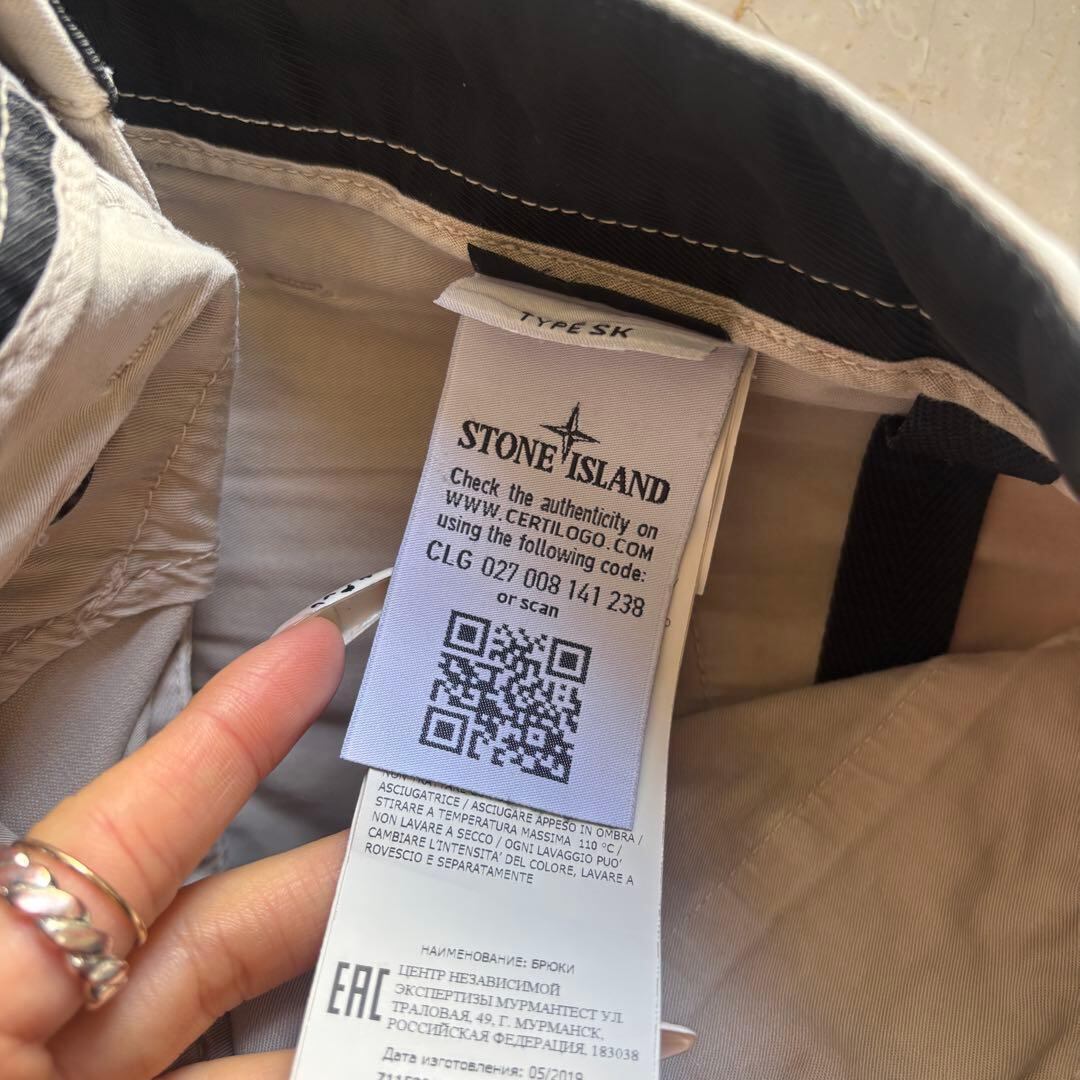 TYPE SK
STONE ISLAND
Check the authenticity on
WWW.CERTILOGO.COM
using the following code:
CLG 027 008 141 238
or scan
ASCIUGATRICE / ASCIUGARE APPESO IN OMBRA /
STIRARE A TEMPERATURA MASSIMA 110 °C /
NON LAVARE A SECCO / OGNI LAVAGGIO PUO'
CAMBIARE L'INTENSITA' DEL COLORE, LAVARE A
ROVESCIO E SEPARATAMENTE
НАИМЕНОВАНИЕ: БРЮКИ
EAC
ЦЕНТР НЕЗАВИСИМОЙ
ЭКСПЕРТИЗЫ МУРМАНТЕСТ УЛ.
ТРАЛОВАЯ, 49, Г. МУРМАНСК,
РОССИЙСКАЯ ФЕДЕРАЦИЯ, 183038
Дата изготовления: 05/2019